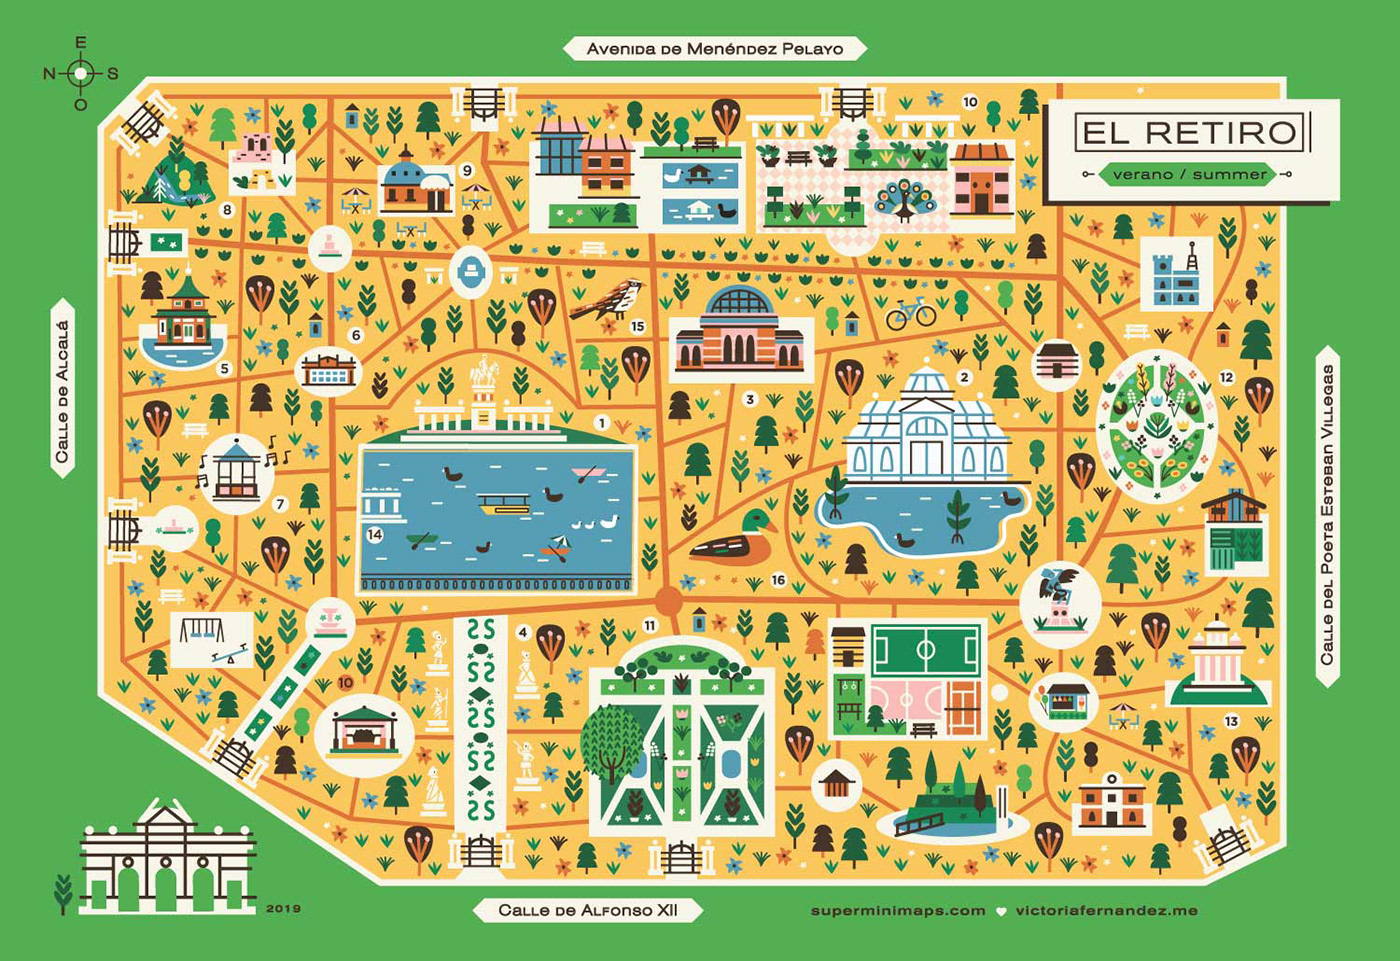 E
N S
O
Avenida de Menéndez Pelayo
EL RETIRO
verano / summer
10
9
8
15
6
5
2
12
3
1
7
14
16
4
11
10
13
Calle de Alcalá
Calle del Poeta Esteban Villegas
2019
Calle de Alfonso XII
superminimaps.com ♥ victoriafernandez.me